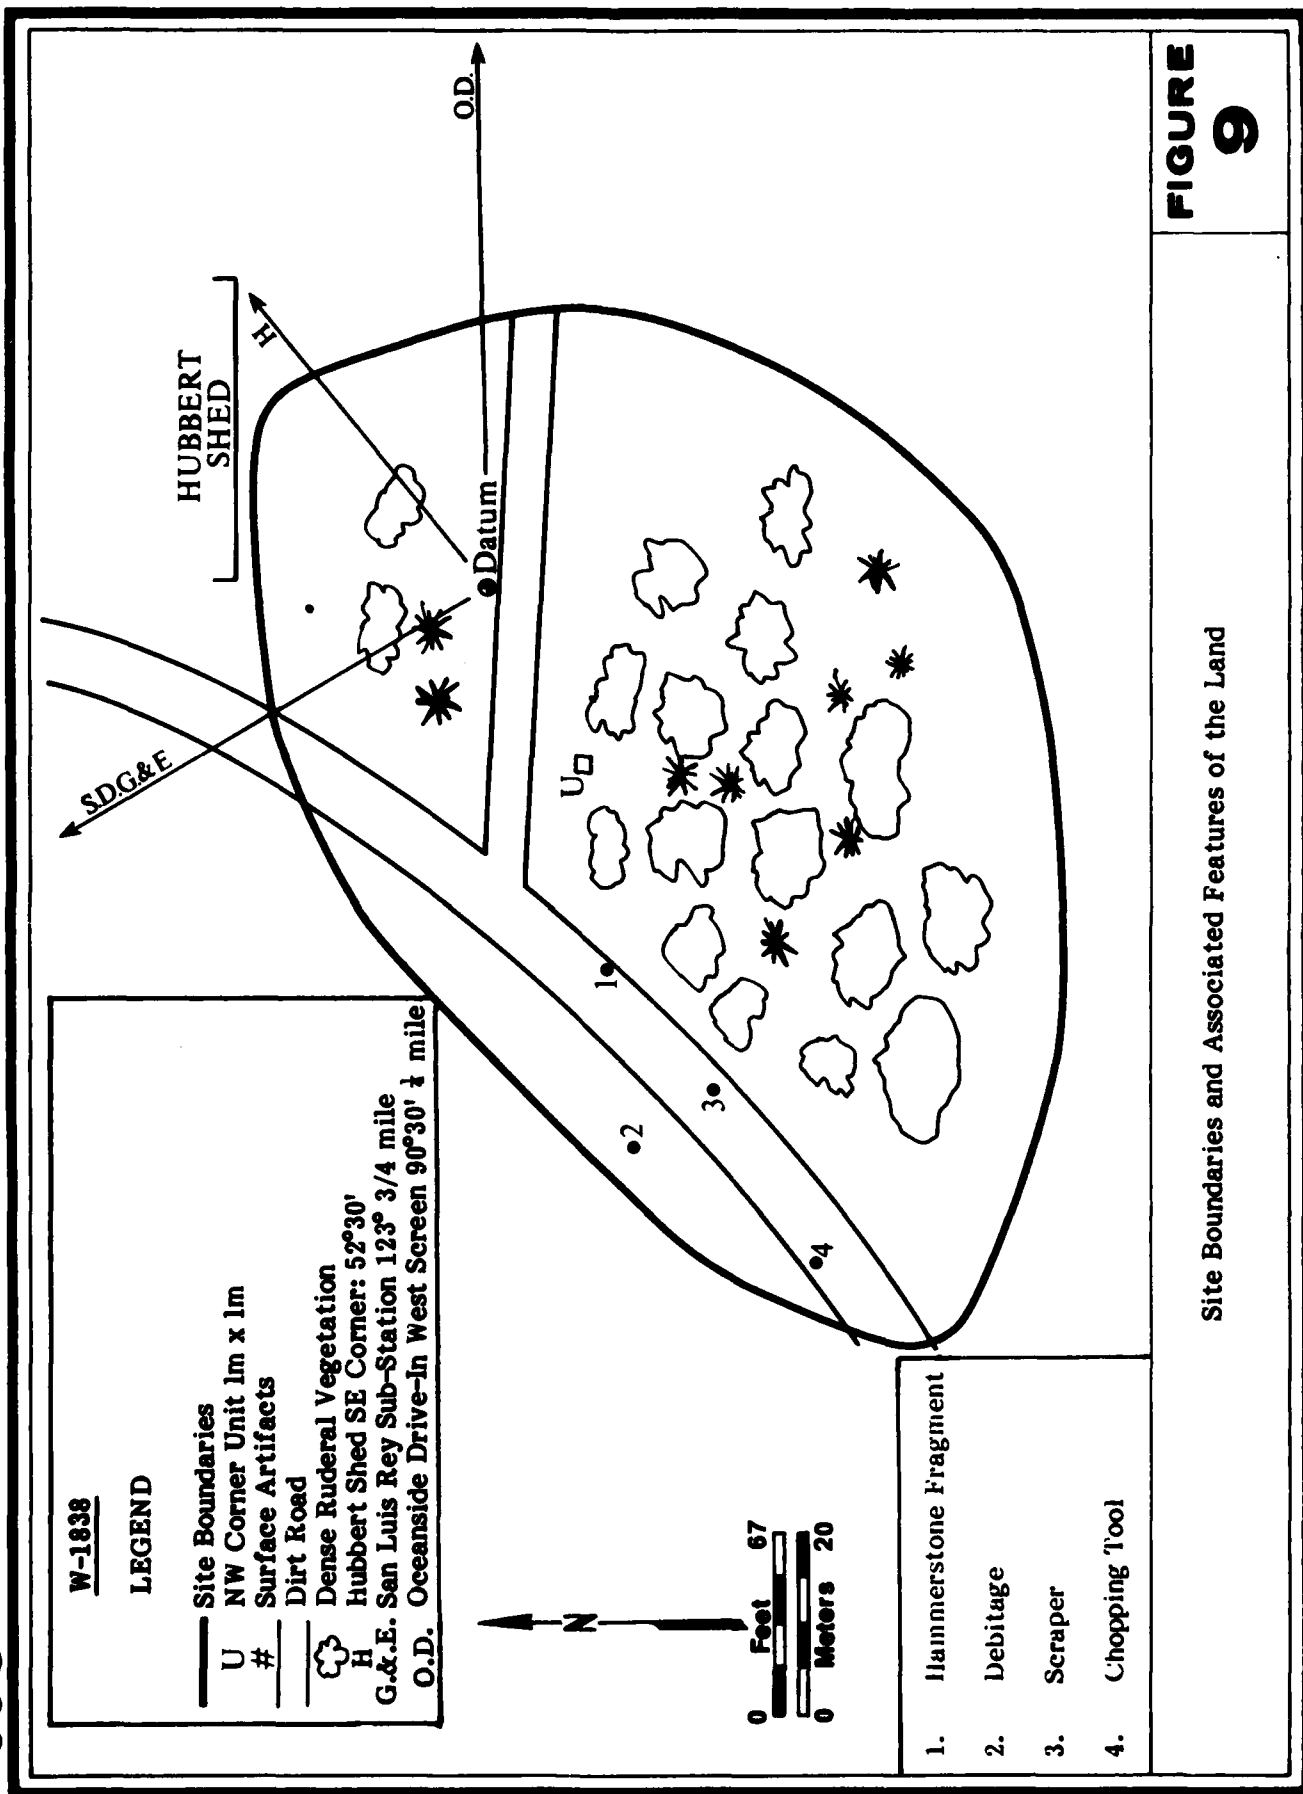 W-1838
LEGEND
Site Boundaries
U NW Corner Unit 1m x 1m
# Surface Artifacts
Dirt Road
Dense Ruderal Vegetation
H Hubbert Shed SE Corner: 52°30'
G.&.E. San Luis Rey Sub-Station 123° 3/4 mile
O.D. Oceanside Drive-In West Screen 90°30' ¼ mile
S.D.G.&E
HUBBERT
SHED
H
O.D.
Datum
U
1
2
3
4
N
0 Feet 67
0 Meters 20
1. Hammerstone Fragment
2. Debitage
3. Scraper
4. Chopping Tool
Site Boundaries and Associated Features of the Land
FIGURE
9